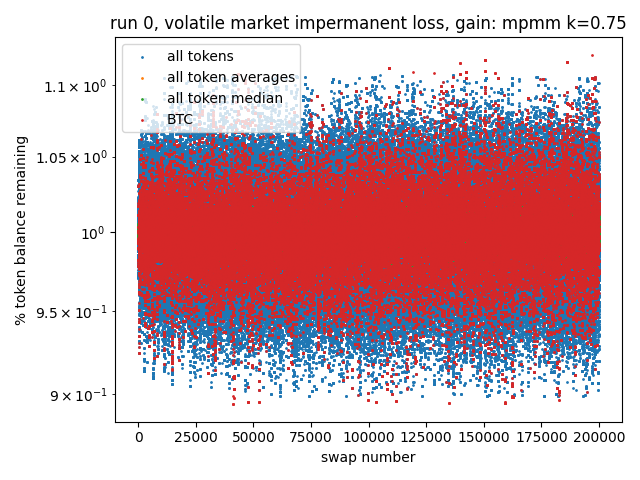 run 0, volatile market impermanent loss, gain: mpmm k=0.75
all tokens
all token averages
all token median
BTC
1.1 × 10⁰
1.05 × 10⁰
10⁰
9.5 × 10⁻¹
9 × 10⁻¹
% token balance remaining
0 25000 50000 75000 100000 125000 150000 175000 200000
swap number